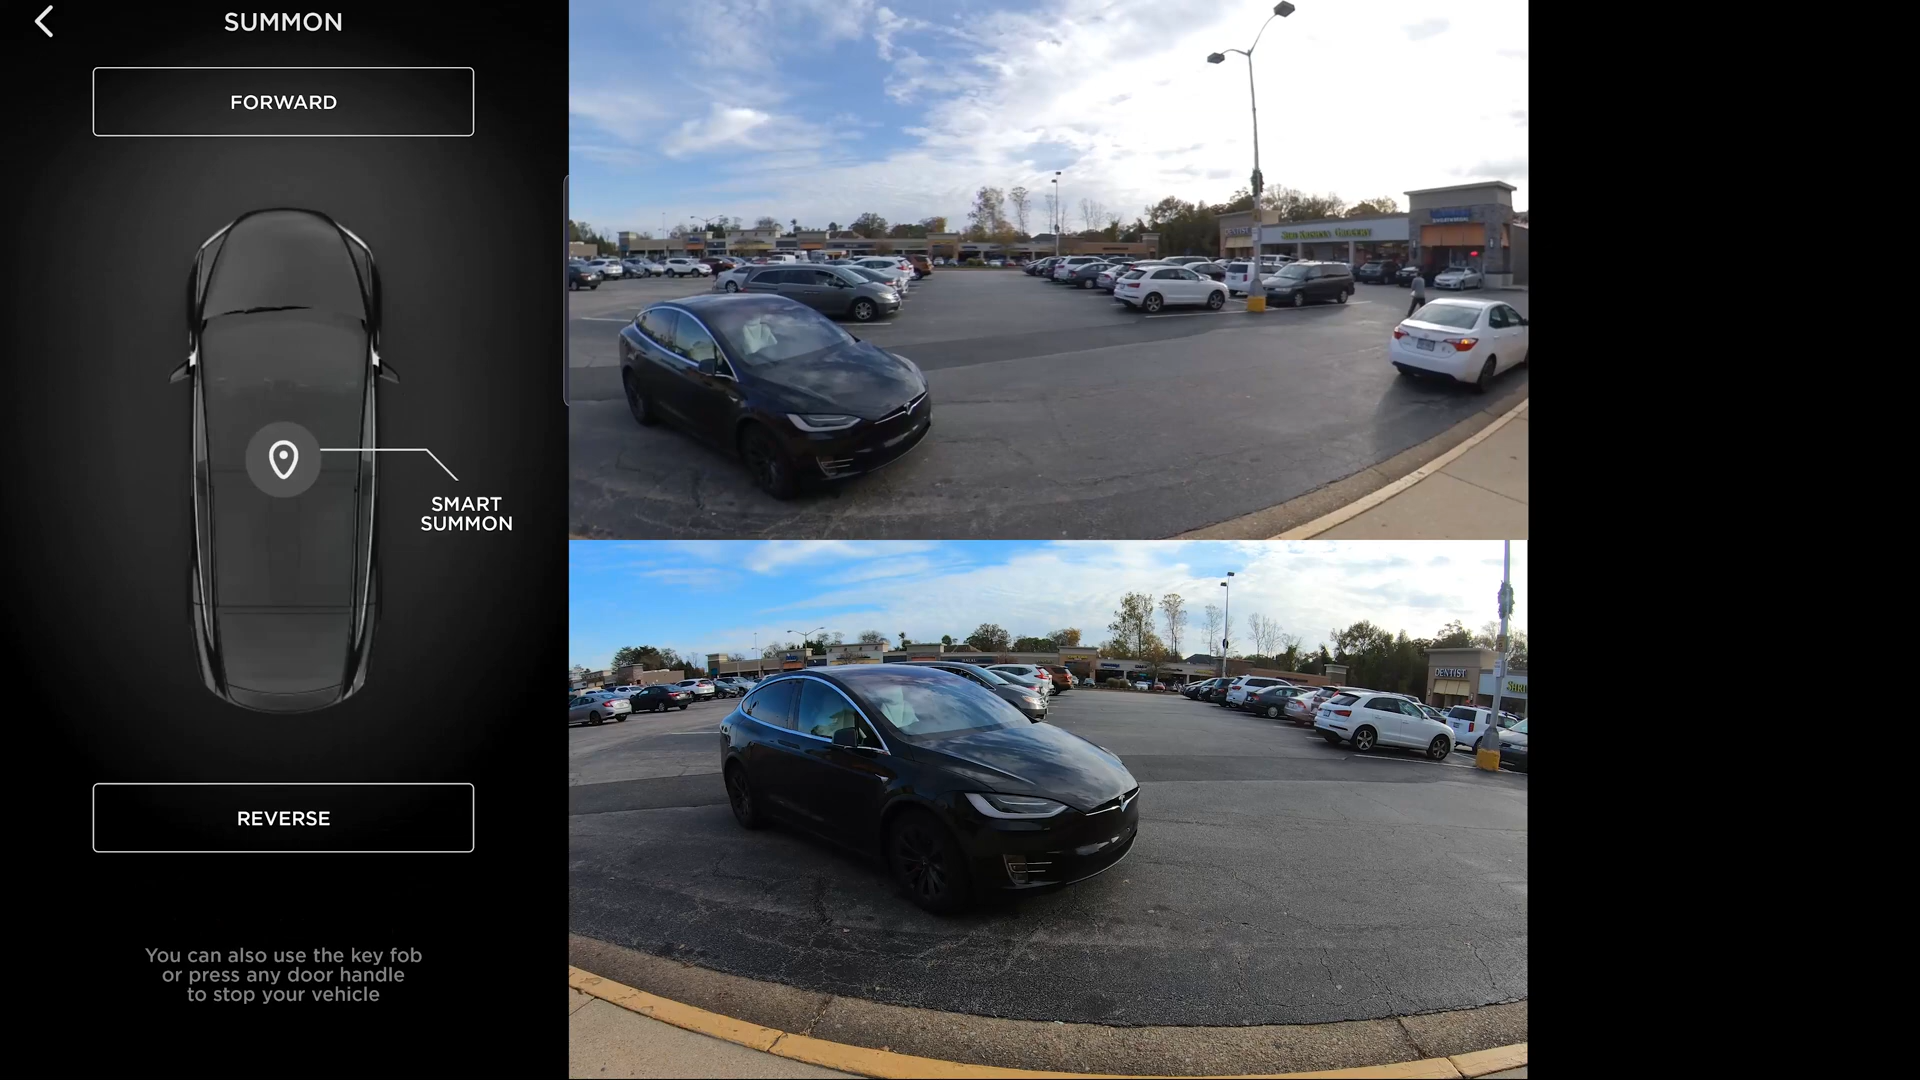 SUMMON
FORWARD
SMART
SUMMON
REVERSE
You can also use the key fob
or press any door handle
to stop your vehicle
DENTIST
DENTIST